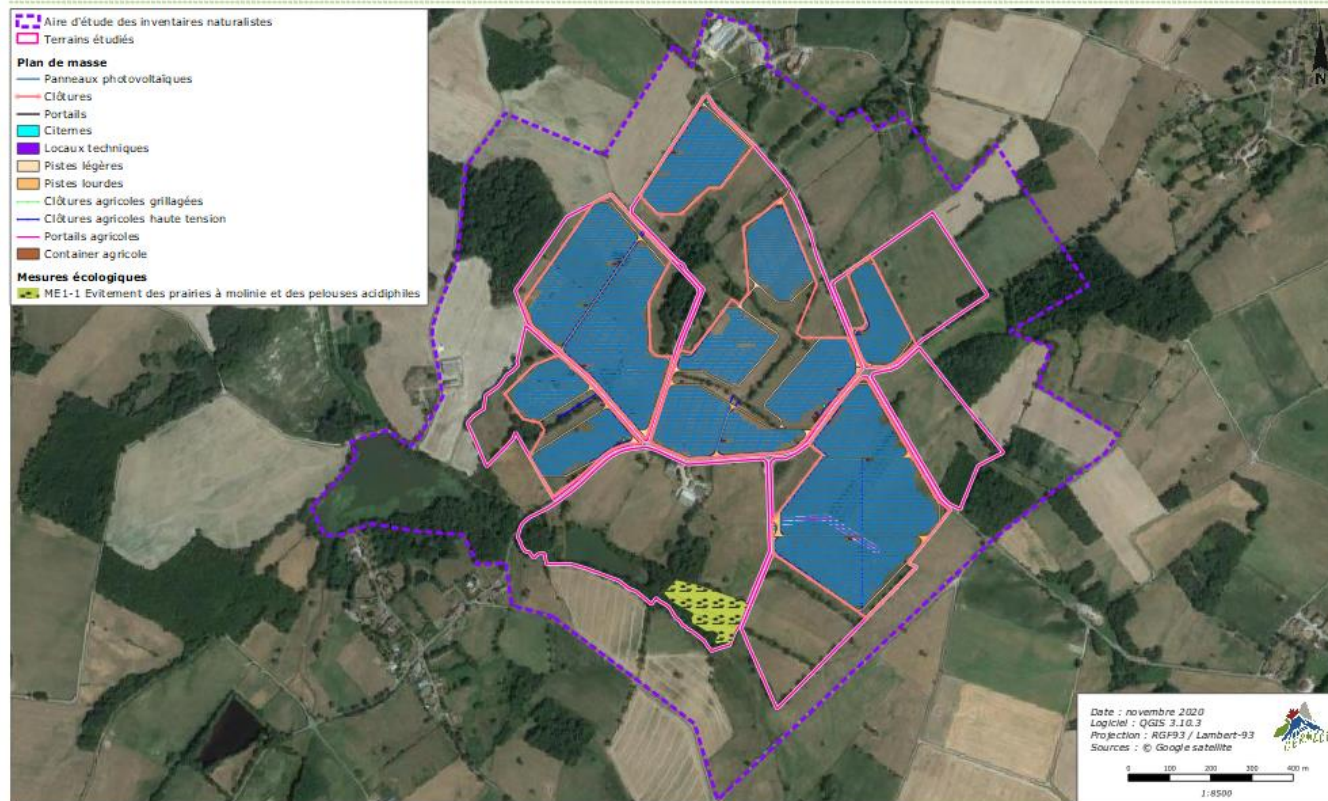 Aire d'étude des inventaires naturalistes
Terrains étudiés
Plan de masse
Panneaux photovoltaïques
Clôtures
Portails
Citernes
Locaux techniques
Pistes légères
Pistes lourdes
Clôtures agricoles grillagées
Clôtures agricoles haute tension
Portails agricoles
Container agricole
Mesures écologiques
ME1-1 Evitement des prairies à molinie et des pelouses acidiphiles
N
Date : novembre 2020
Logiciel : QGIS 3.10.3
Projection : RGF93 / Lambert-93
Sources : © Google satellite
0 100 200 300 400 m
1:8500